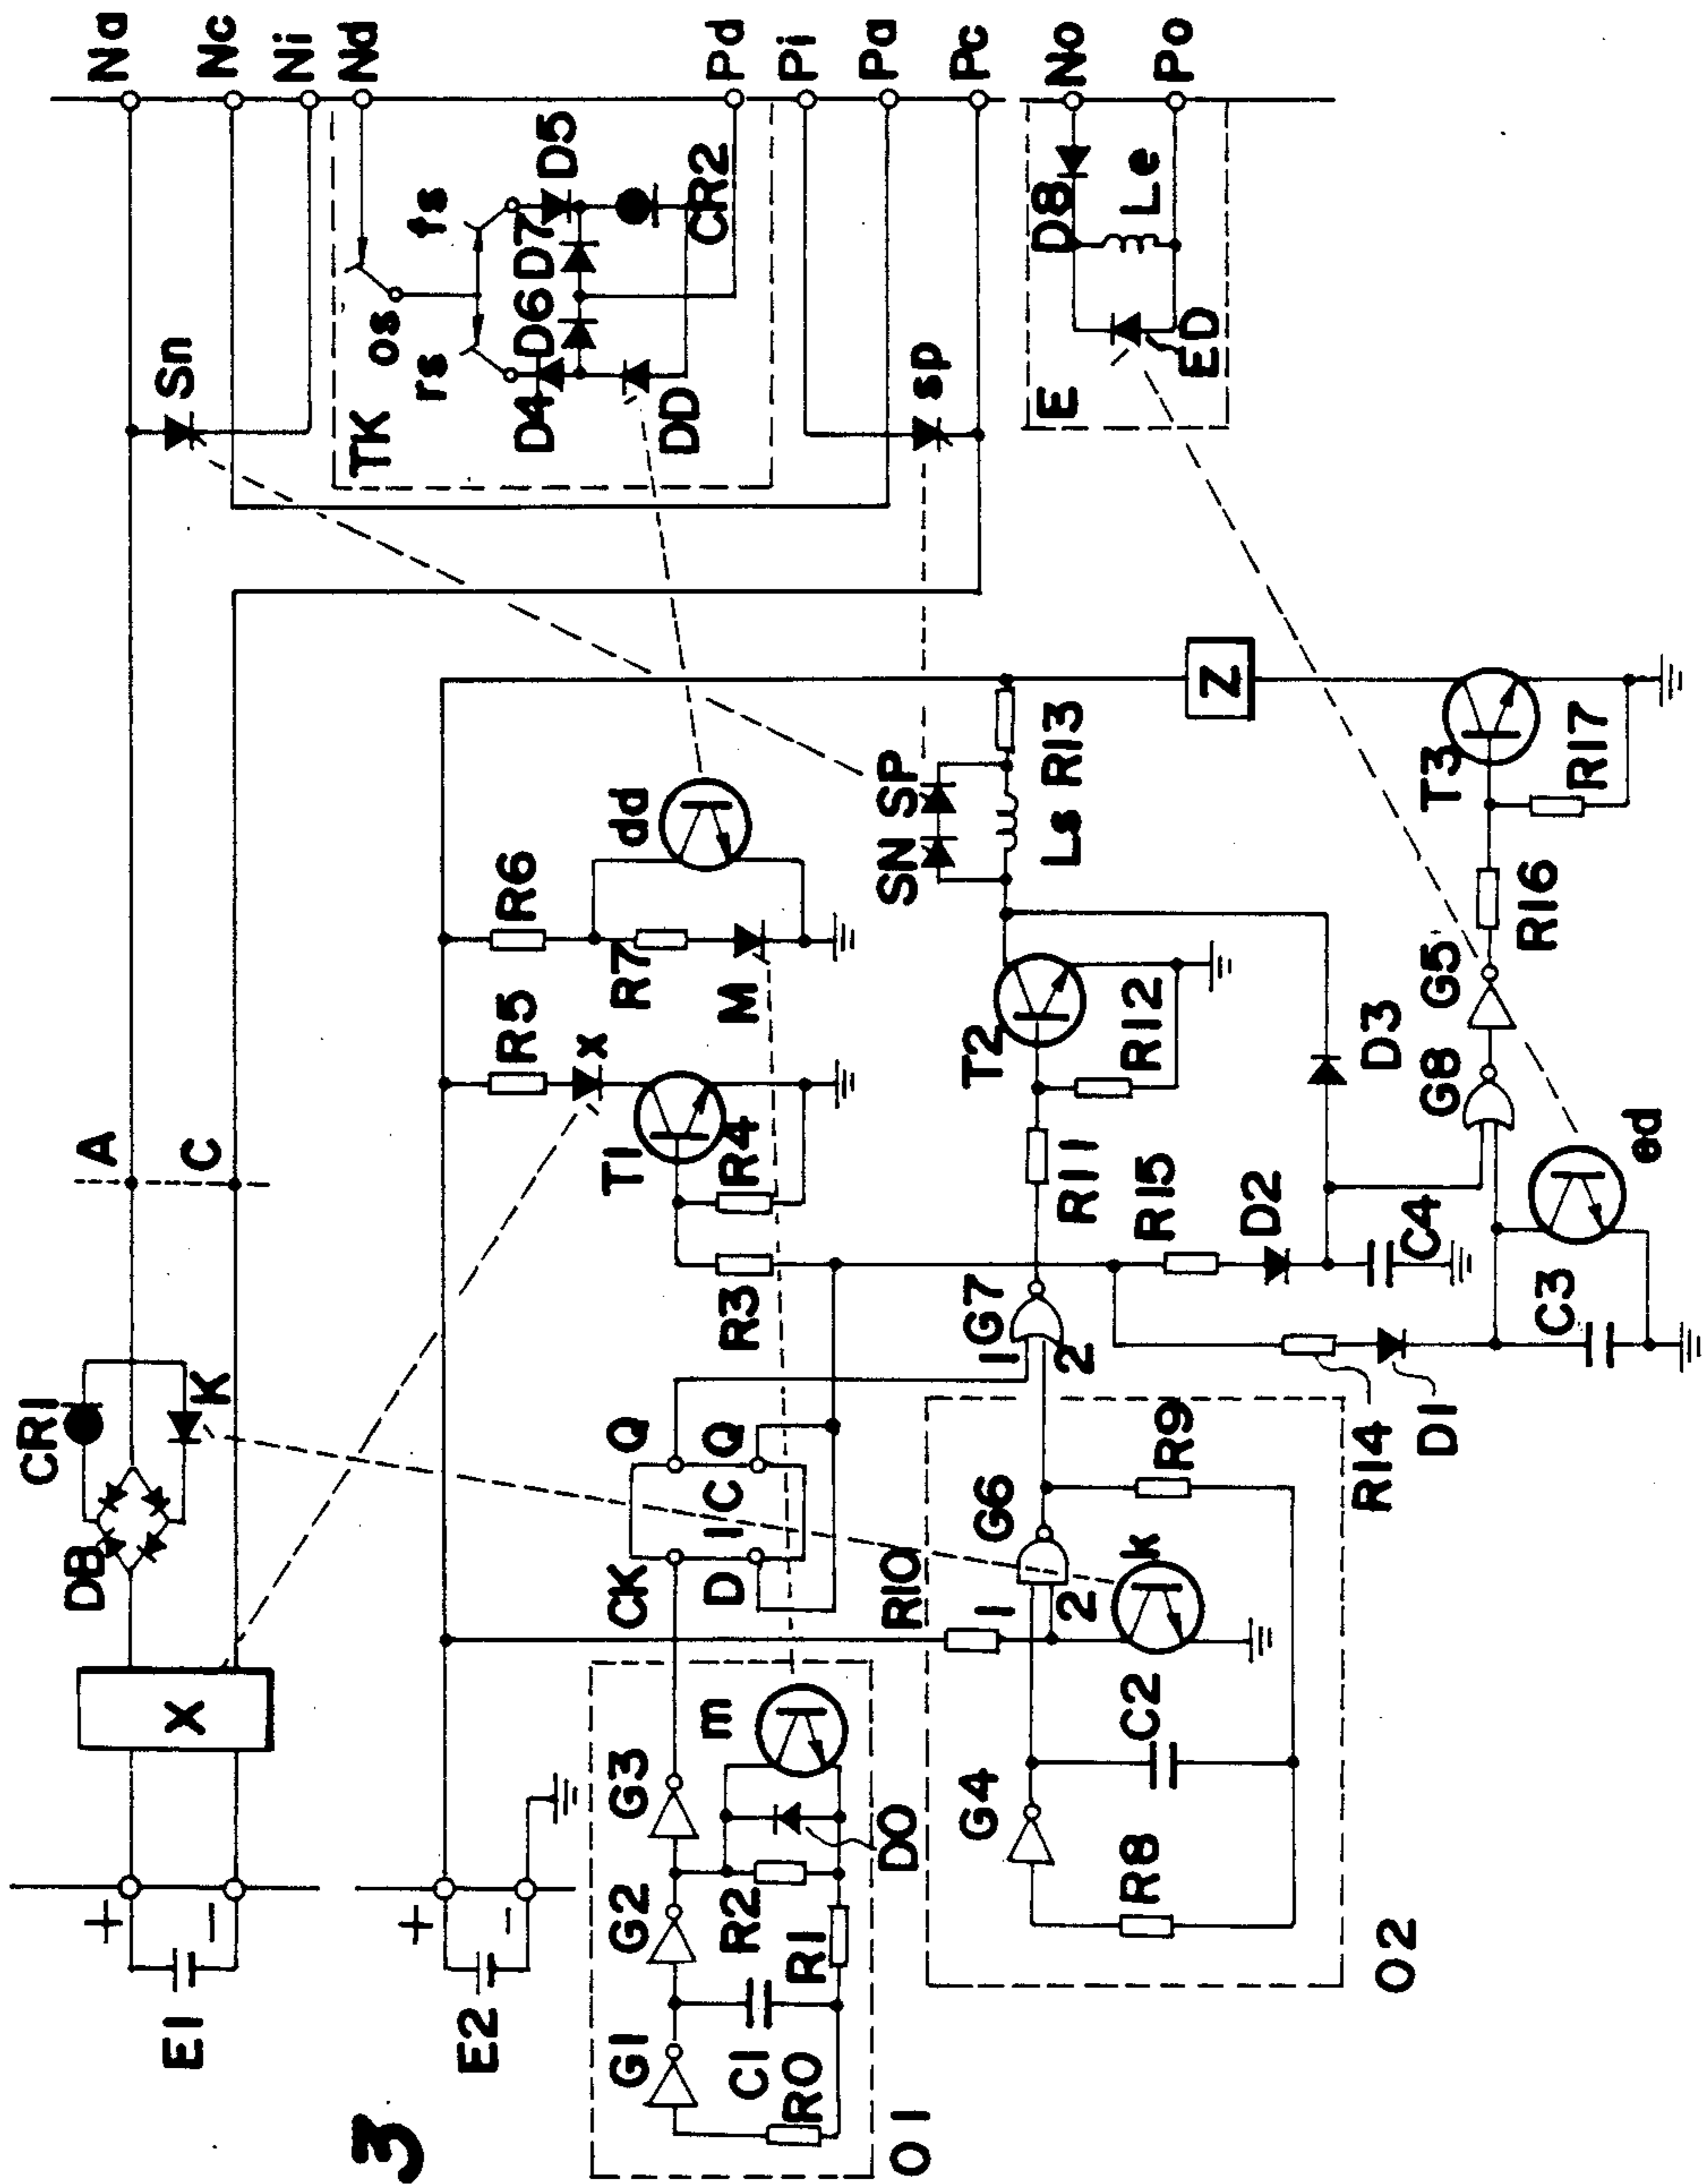 3
E1
+
-
E2
+
-
X
DB
CR1
K
A
C
Sn
Na
Nc
Ni
Nd
Pd
Pi
Pa
Pc
No
Po
TK
os
rs
fs
D4
D6
D7
D5
DD
CR2
sp
E
D8
Le
ED
O1
G1
G2
G3
C1
R0
R1
R2
D0
m
CK
Q
D
Q
IC
R3
R4
T1
R5
x
R6
R7
M
dd
SN
SP
Ls
R13
Z
O2
G4
R8
C2
R10
1
2
G6
k
R9
1
2
G7
R11
T2
R12
R14
D1
R15
D2
C3
C4
D3
G8
G5
ed
R16
T3
R17